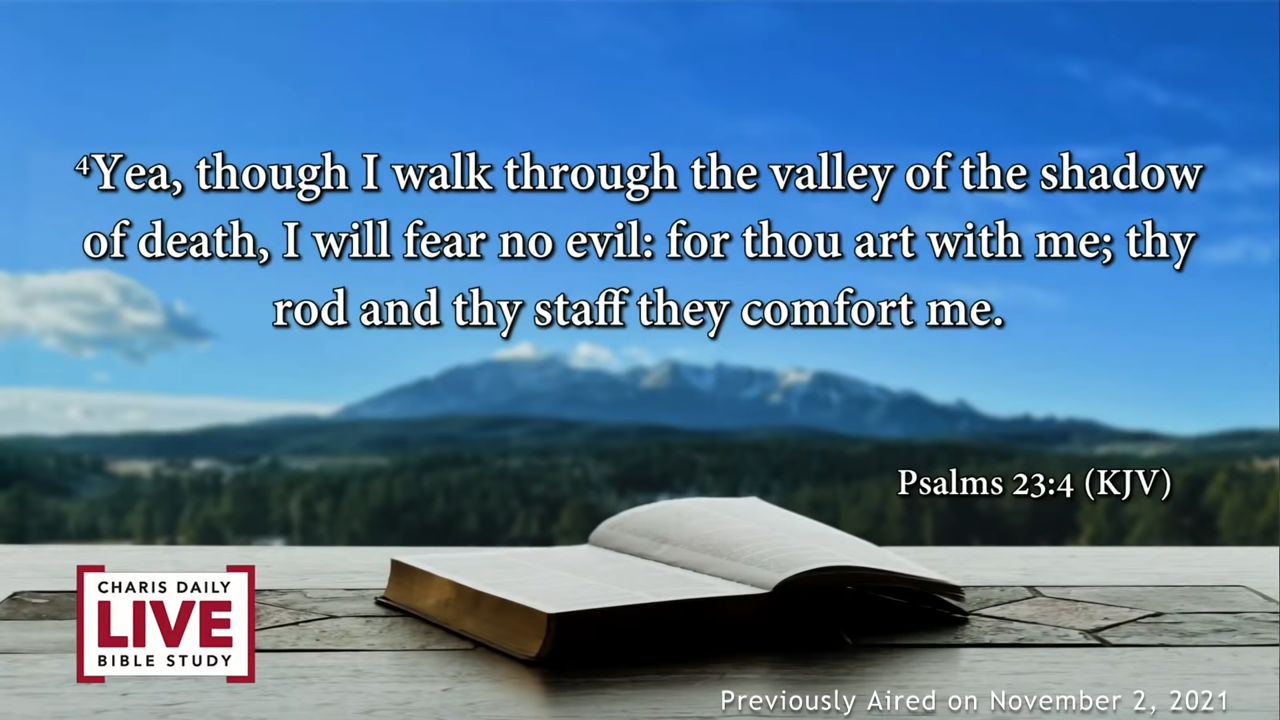 ⁴Yea, though I walk through the valley of the shadow
of death, I will fear no evil: for thou art with me; thy
rod and thy staff they comfort me.
Psalms 23:4 (KJV)
CHARIS DAILY
LIVE
BIBLE STUDY
Previously Aired on November 2, 2021